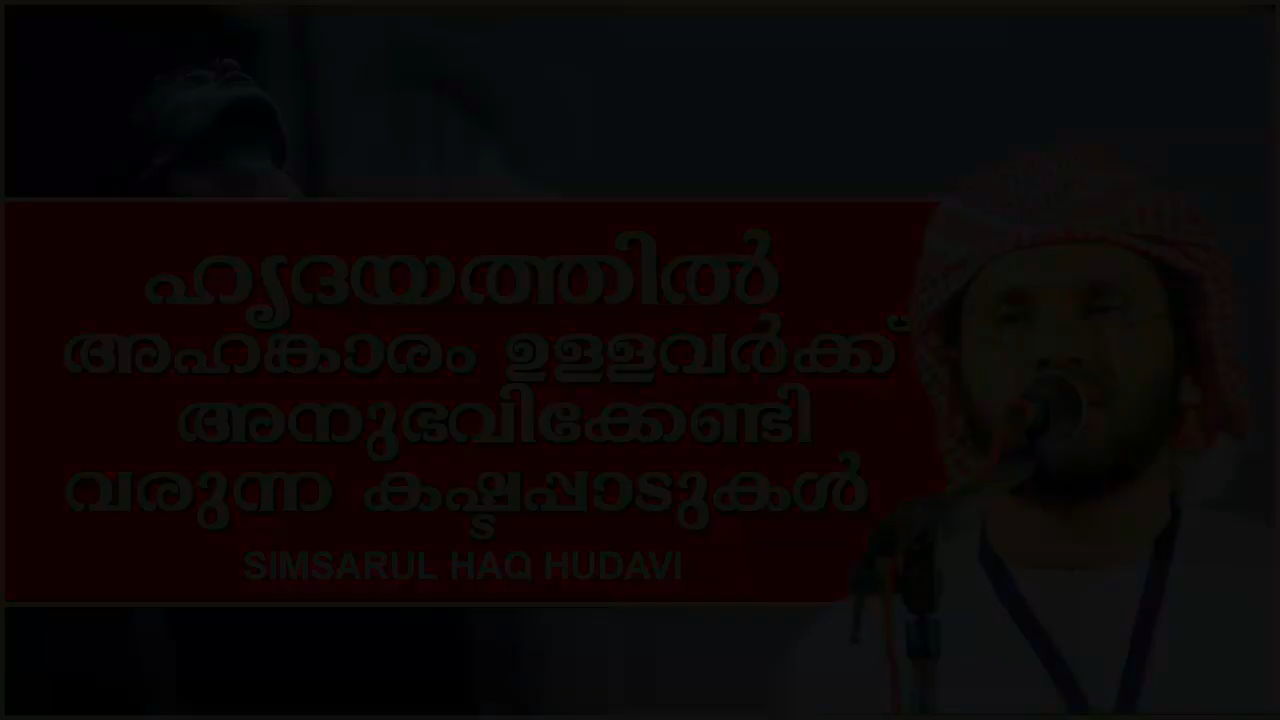 ഹൃദയത്തിൽ
അഹങ്കാരം ഉള്ളവർക്ക്
അനുഭവിക്കേണ്ടി
വരുന്ന കഷ്ടപ്പാടുകൾ
SIMSARUL HAQ HUDAVI